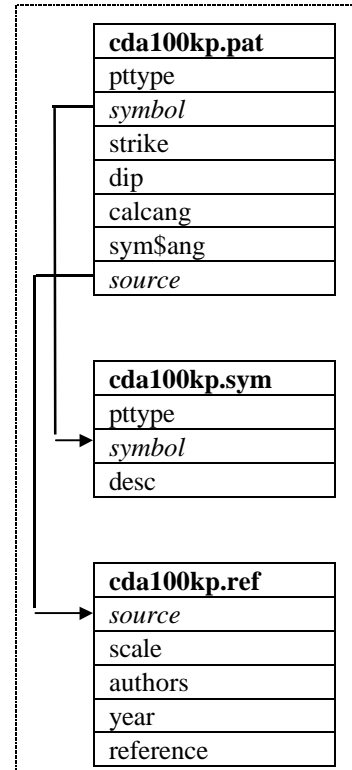 cda100kp.pat
pttype
symbol
strike
dip
calcang
sym$ang
source
cda100kp.sym
pttype
symbol
desc
cda100kp.ref
source
scale
authors
year
reference